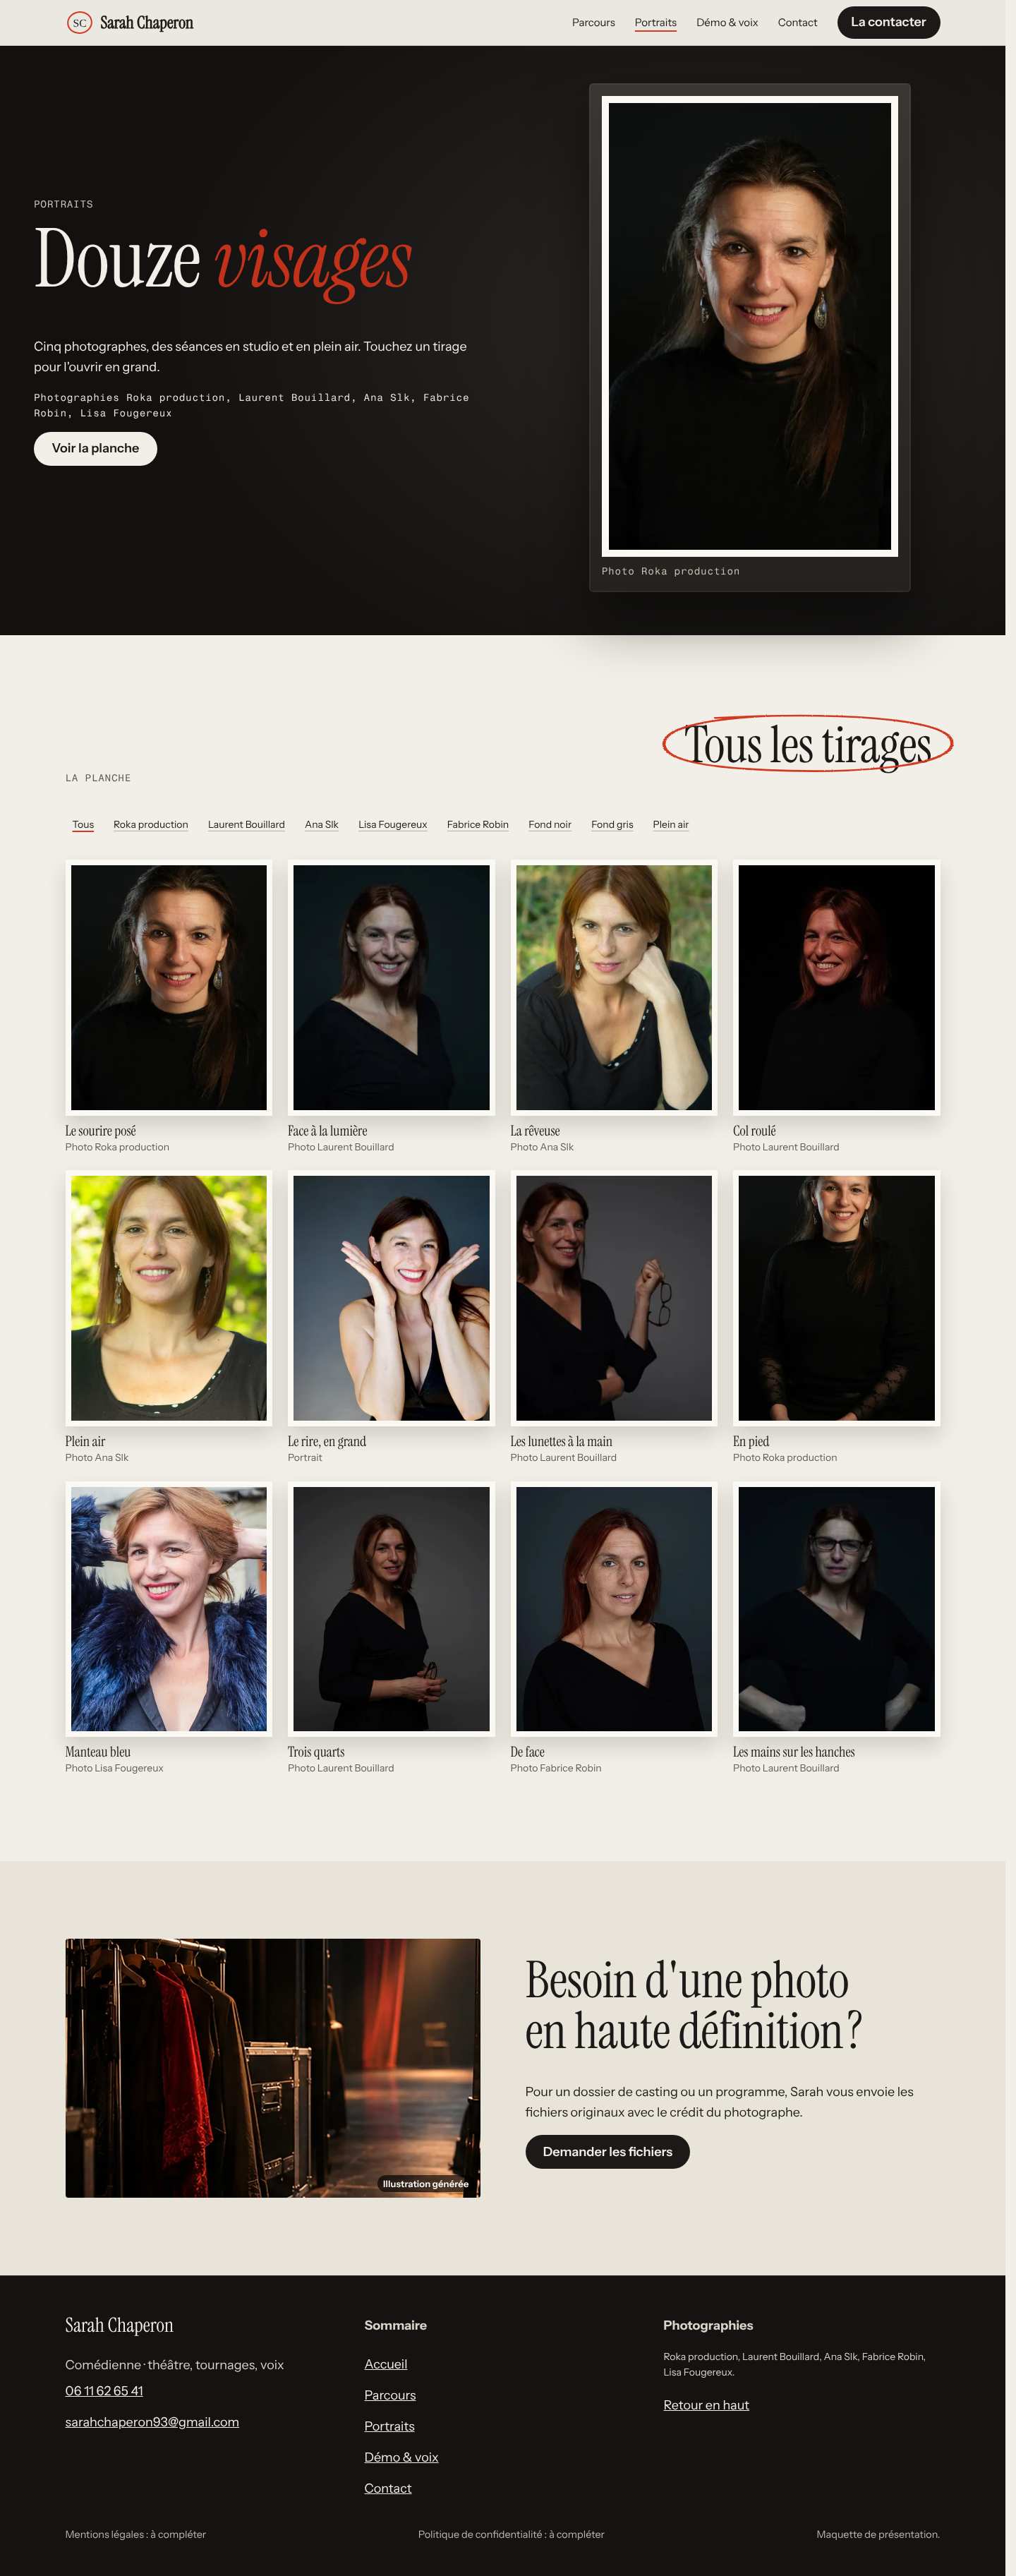 SC Sarah Chaperon
Parcours Portraits Démo & voix Contact La contacter
PORTRAITS
Douze visages
Cinq photographes, des séances en studio et en plein air. Touchez un tirage
pour l'ouvrir en grand.
Photographies Roka production, Laurent Bouillard, Ana Slk, Fabrice
Robin, Lisa Fougereux
Voir la planche
Photo Roka production
Tous les tirages
LA PLANCHE
Tous Roka production Laurent Bouillard Ana Slk Lisa Fougereux Fabrice Robin Fond noir Fond gris Plein air
Le sourire posé
Photo Roka production
Face à la lumière
Photo Laurent Bouillard
La rêveuse
Photo Ana Slk
Col roulé
Photo Laurent Bouillard
Plein air
Photo Ana Slk
Le rire, en grand
Portrait
Les lunettes à la main
Photo Laurent Bouillard
En pied
Photo Roka production
Manteau bleu
Photo Lisa Fougereux
Trois quarts
Photo Laurent Bouillard
De face
Photo Fabrice Robin
Les mains sur les hanches
Photo Laurent Bouillard
Illustration générée
Besoin d'une photo
en haute définition ?
Pour un dossier de casting ou un programme, Sarah vous envoie les
fichiers originaux avec le crédit du photographe.
Demander les fichiers
Sarah Chaperon
Comédienne · théâtre, tournages, voix
06 11 62 65 41
sarahchaperon93@gmail.com
Sommaire
Accueil
Parcours
Portraits
Démo & voix
Contact
Photographies
Roka production, Laurent Bouillard, Ana Slk, Fabrice Robin,
Lisa Fougereux.
Retour en haut
Mentions légales : à compléter
Politique de confidentialité : à compléter
Maquette de présentation.